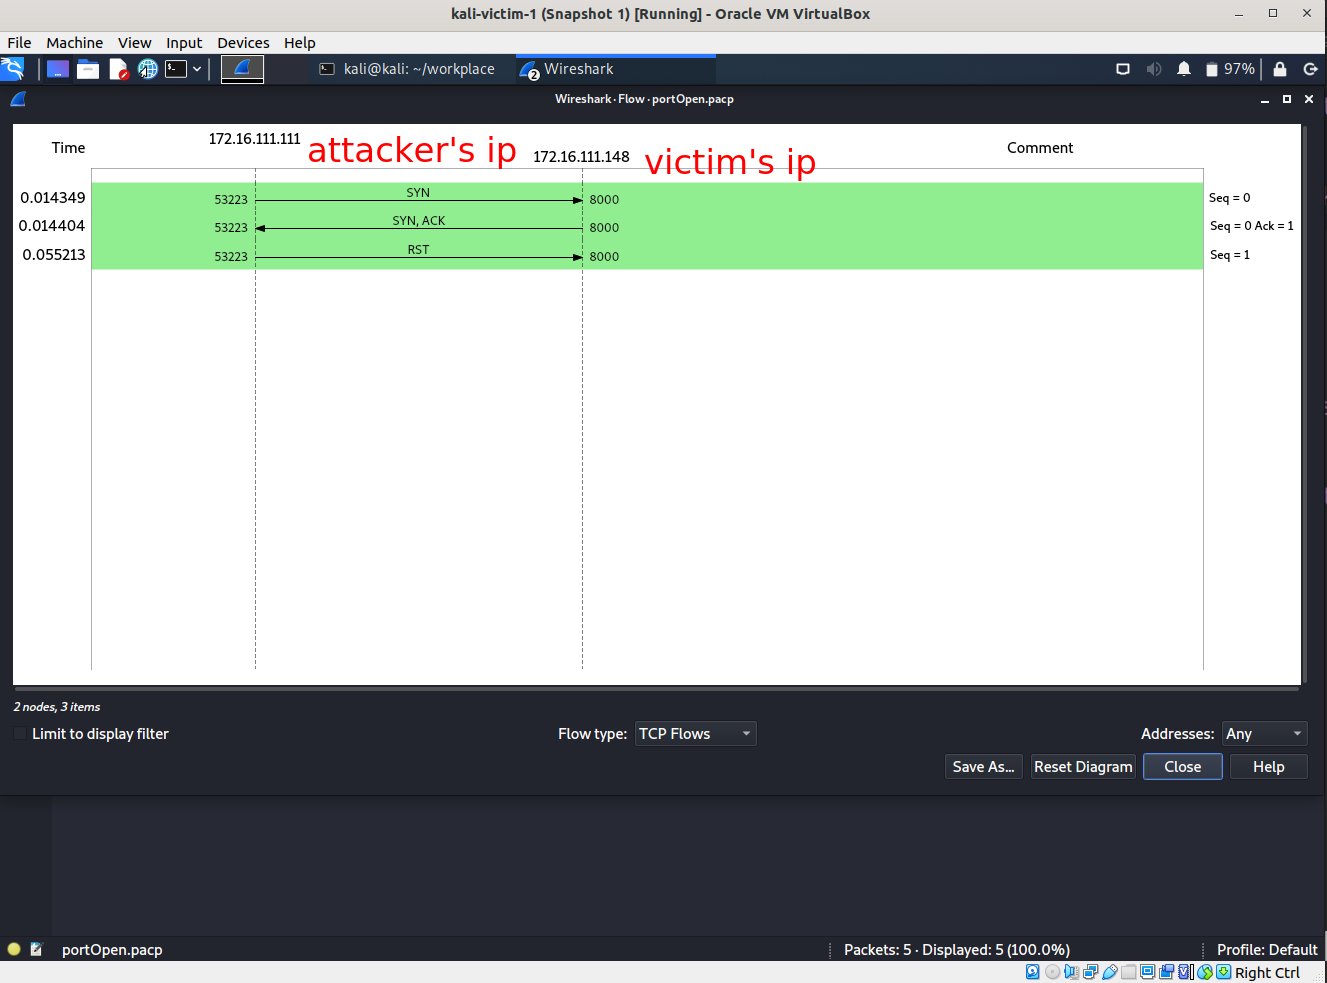 kali-victim-1 (Snapshot 1) [Running] - Oracle VM VirtualBox
File Machine View Input Devices Help
kali@kali: ~/workplace
2 Wireshark
97%
Wireshark · Flow · portOpen.pacp
Time
172.16.111.111
attacker's ip
172.16.111.148
victim's ip
Comment
0.014349 53223 SYN 8000 Seq = 0
0.014404 53223 SYN, ACK 8000 Seq = 0 Ack = 1
0.055213 53223 RST 8000 Seq = 1
2 nodes, 3 items
Limit to display filter
Flow type: TCP Flows
Addresses: Any
Save As... Reset Diagram Close Help
portOpen.pacp
Packets: 5 · Displayed: 5 (100.0%)
Profile: Default
Right Ctrl